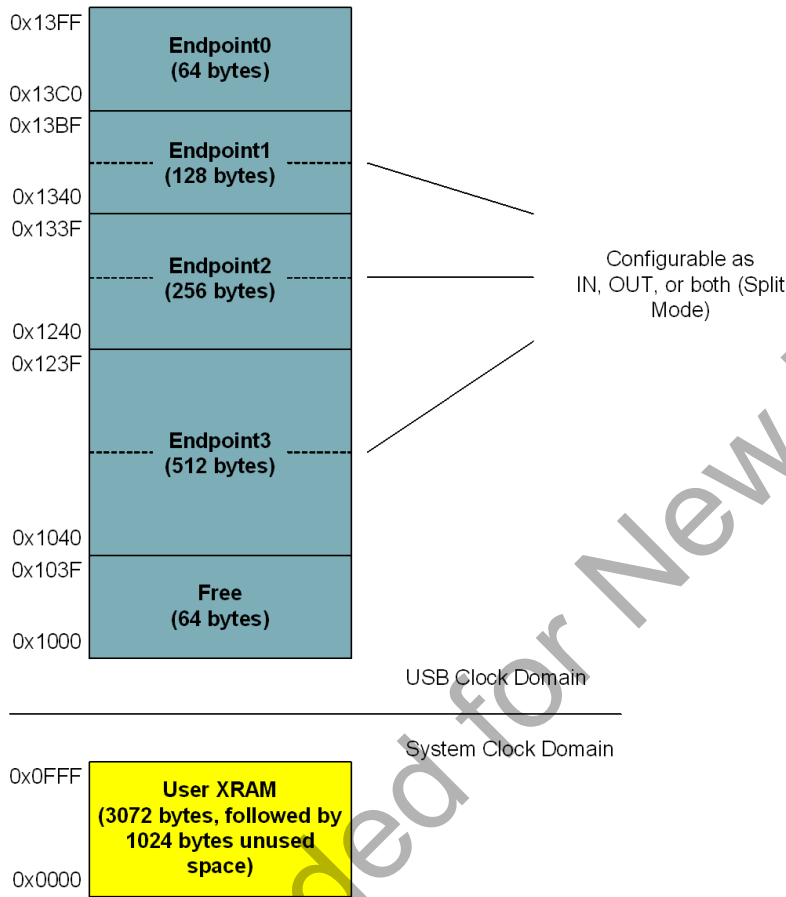 0x13FF
Endpoint0
(64 bytes)
0x13C0
0x13BF
Endpoint1
(128 bytes)
0x1340
0x133F
Endpoint2
(256 bytes)
0x1240
0x123F
Endpoint3
(512 bytes)
0x1040
0x103F
Free
(64 bytes)
0x1000
Configurable as
IN, OUT, or both (Split
Mode)
USB Clock Domain
System Clock Domain
0x0FFF
User XRAM
(3072 bytes, followed by
1024 bytes unused
space)
0x0000
for New